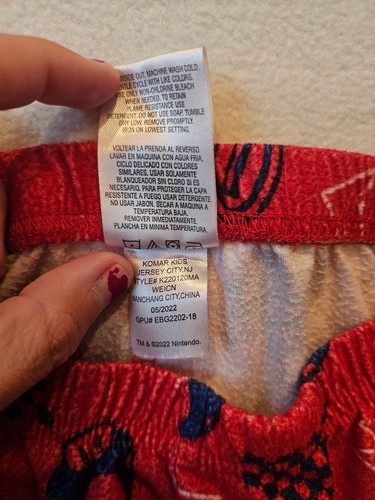 INSIDE OUT, MACHINE WASH COLD,
GENTLE CYCLE WITH LIKE COLORS.
USE ONLY NON-CHLORINE BLEACH
WHEN NEEDED. TO RETAIN
FLAME RESISTANCE USE
DETERGENT. DO NOT USE SOAP, TUMBLE
DRY LOW, REMOVE PROMPTLY,
IRON ON LOWEST SETTING.
VOLTEAR LA PRENDA AL REVERSO.
LAVAR EN MAQUINA CON AGUA FRIA,
CICLO DELICADO CON COLORES
SIMILARES. USAR SOLAMENTE
BLANQUEADOR SIN CLORO SI ES
NECESARIO. PARA PROTEGER LA CAPA
RESISTENTE A FUEGO USAR DETERGENTE.
NO USAR JABON. SECAR A MAQUINA A
TEMPERATURA BAJA.
REMOVER INMEDIATAMENTE.
PLANCHA EN MINIMA TEMPERATURA.
KOMAR KIDS
JERSEY CITY,NJ
STYLE# K220120MA
WEICN
NANCHANG CITY,CHINA
05/2022
GPU# EBG2202-18
TM & ©2022 Nintendo.